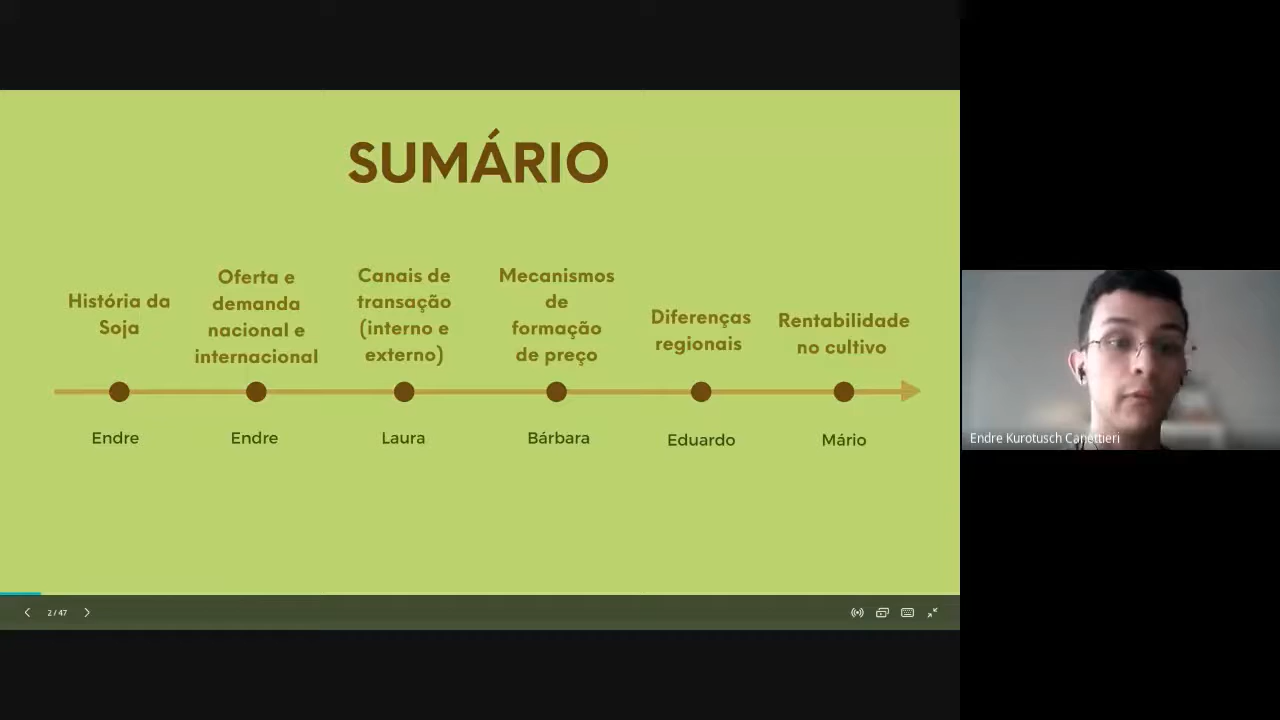 SUMÁRIO
História da
Soja
Oferta e
demanda
nacional e
internacional
Canais de
transação
(interno e
externo)
Mecanismos
de
formação
de preço
Diferenças
regionais
Rentabilidade
no cultivo
Endre
Endre
Laura
Bárbara
Eduardo
Mário
Endre Kurotusch Canettieri
2 / 47